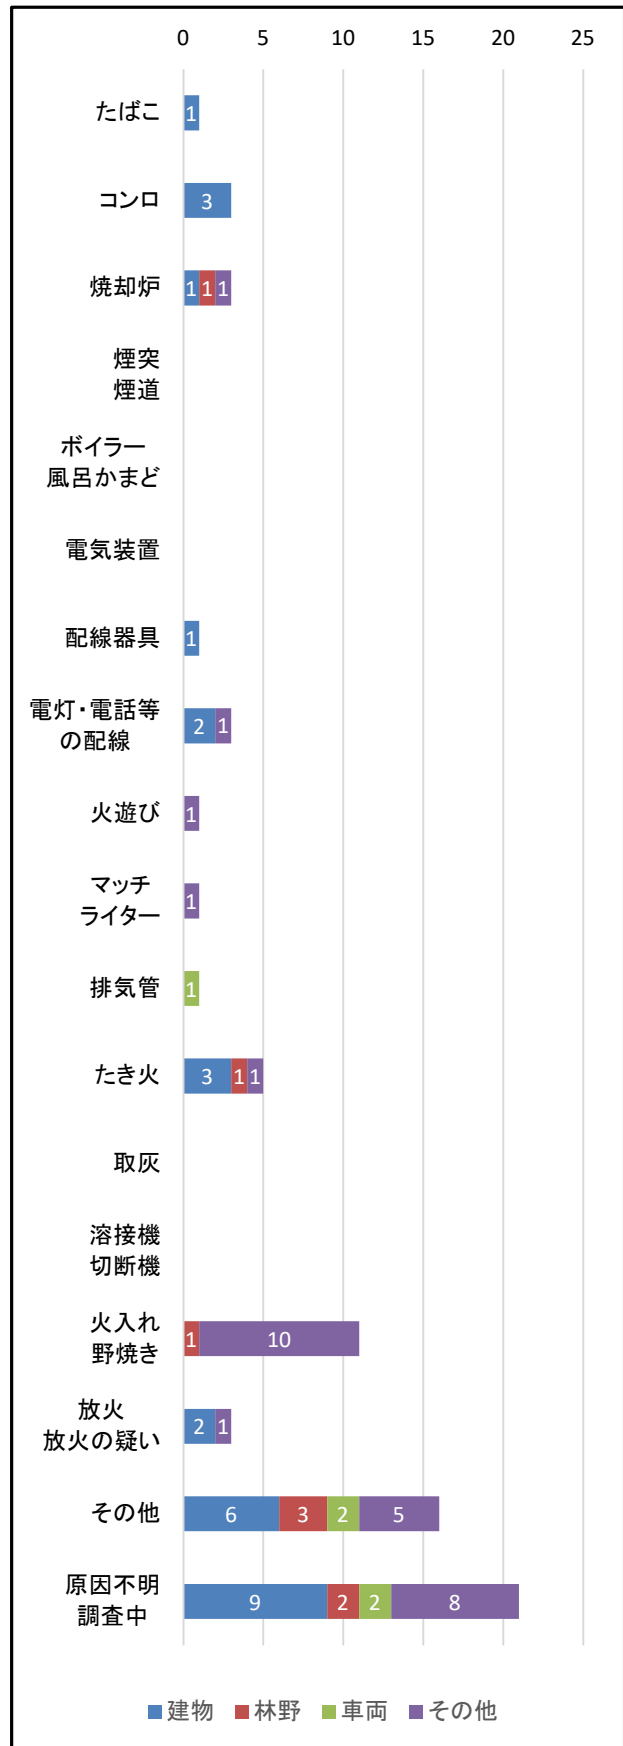 0 5 10 15 20 25
たばこ 1
コンロ 3
焼却炉 1 1 1
煙突
煙道
ボイラー
風呂かまど
電気装置
配線器具 1
電灯・電話等
の配線 2 1
火遊び 1
マッチ
ライター 1
排気管 1
たき火 3 1 1
取灰
溶接機
切断機
火入れ
野焼き 1 10
放火
放火の疑い 2 1
その他 6 3 2 5
原因不明
調査中 9 2 2 8
建物 林野 車両 その他